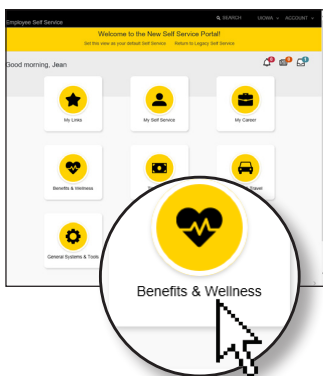 Employee Self Service
SEARCH UIOWA ACCOUNT
Welcome to the New Self Service Portal!
Set this view as your default Self Service Return to Legacy Self Service
Good morning, Jean
My Links My Self Service My Career
Benefits & Wellness Travel
General Systems & Tools
Benefits & Wellness